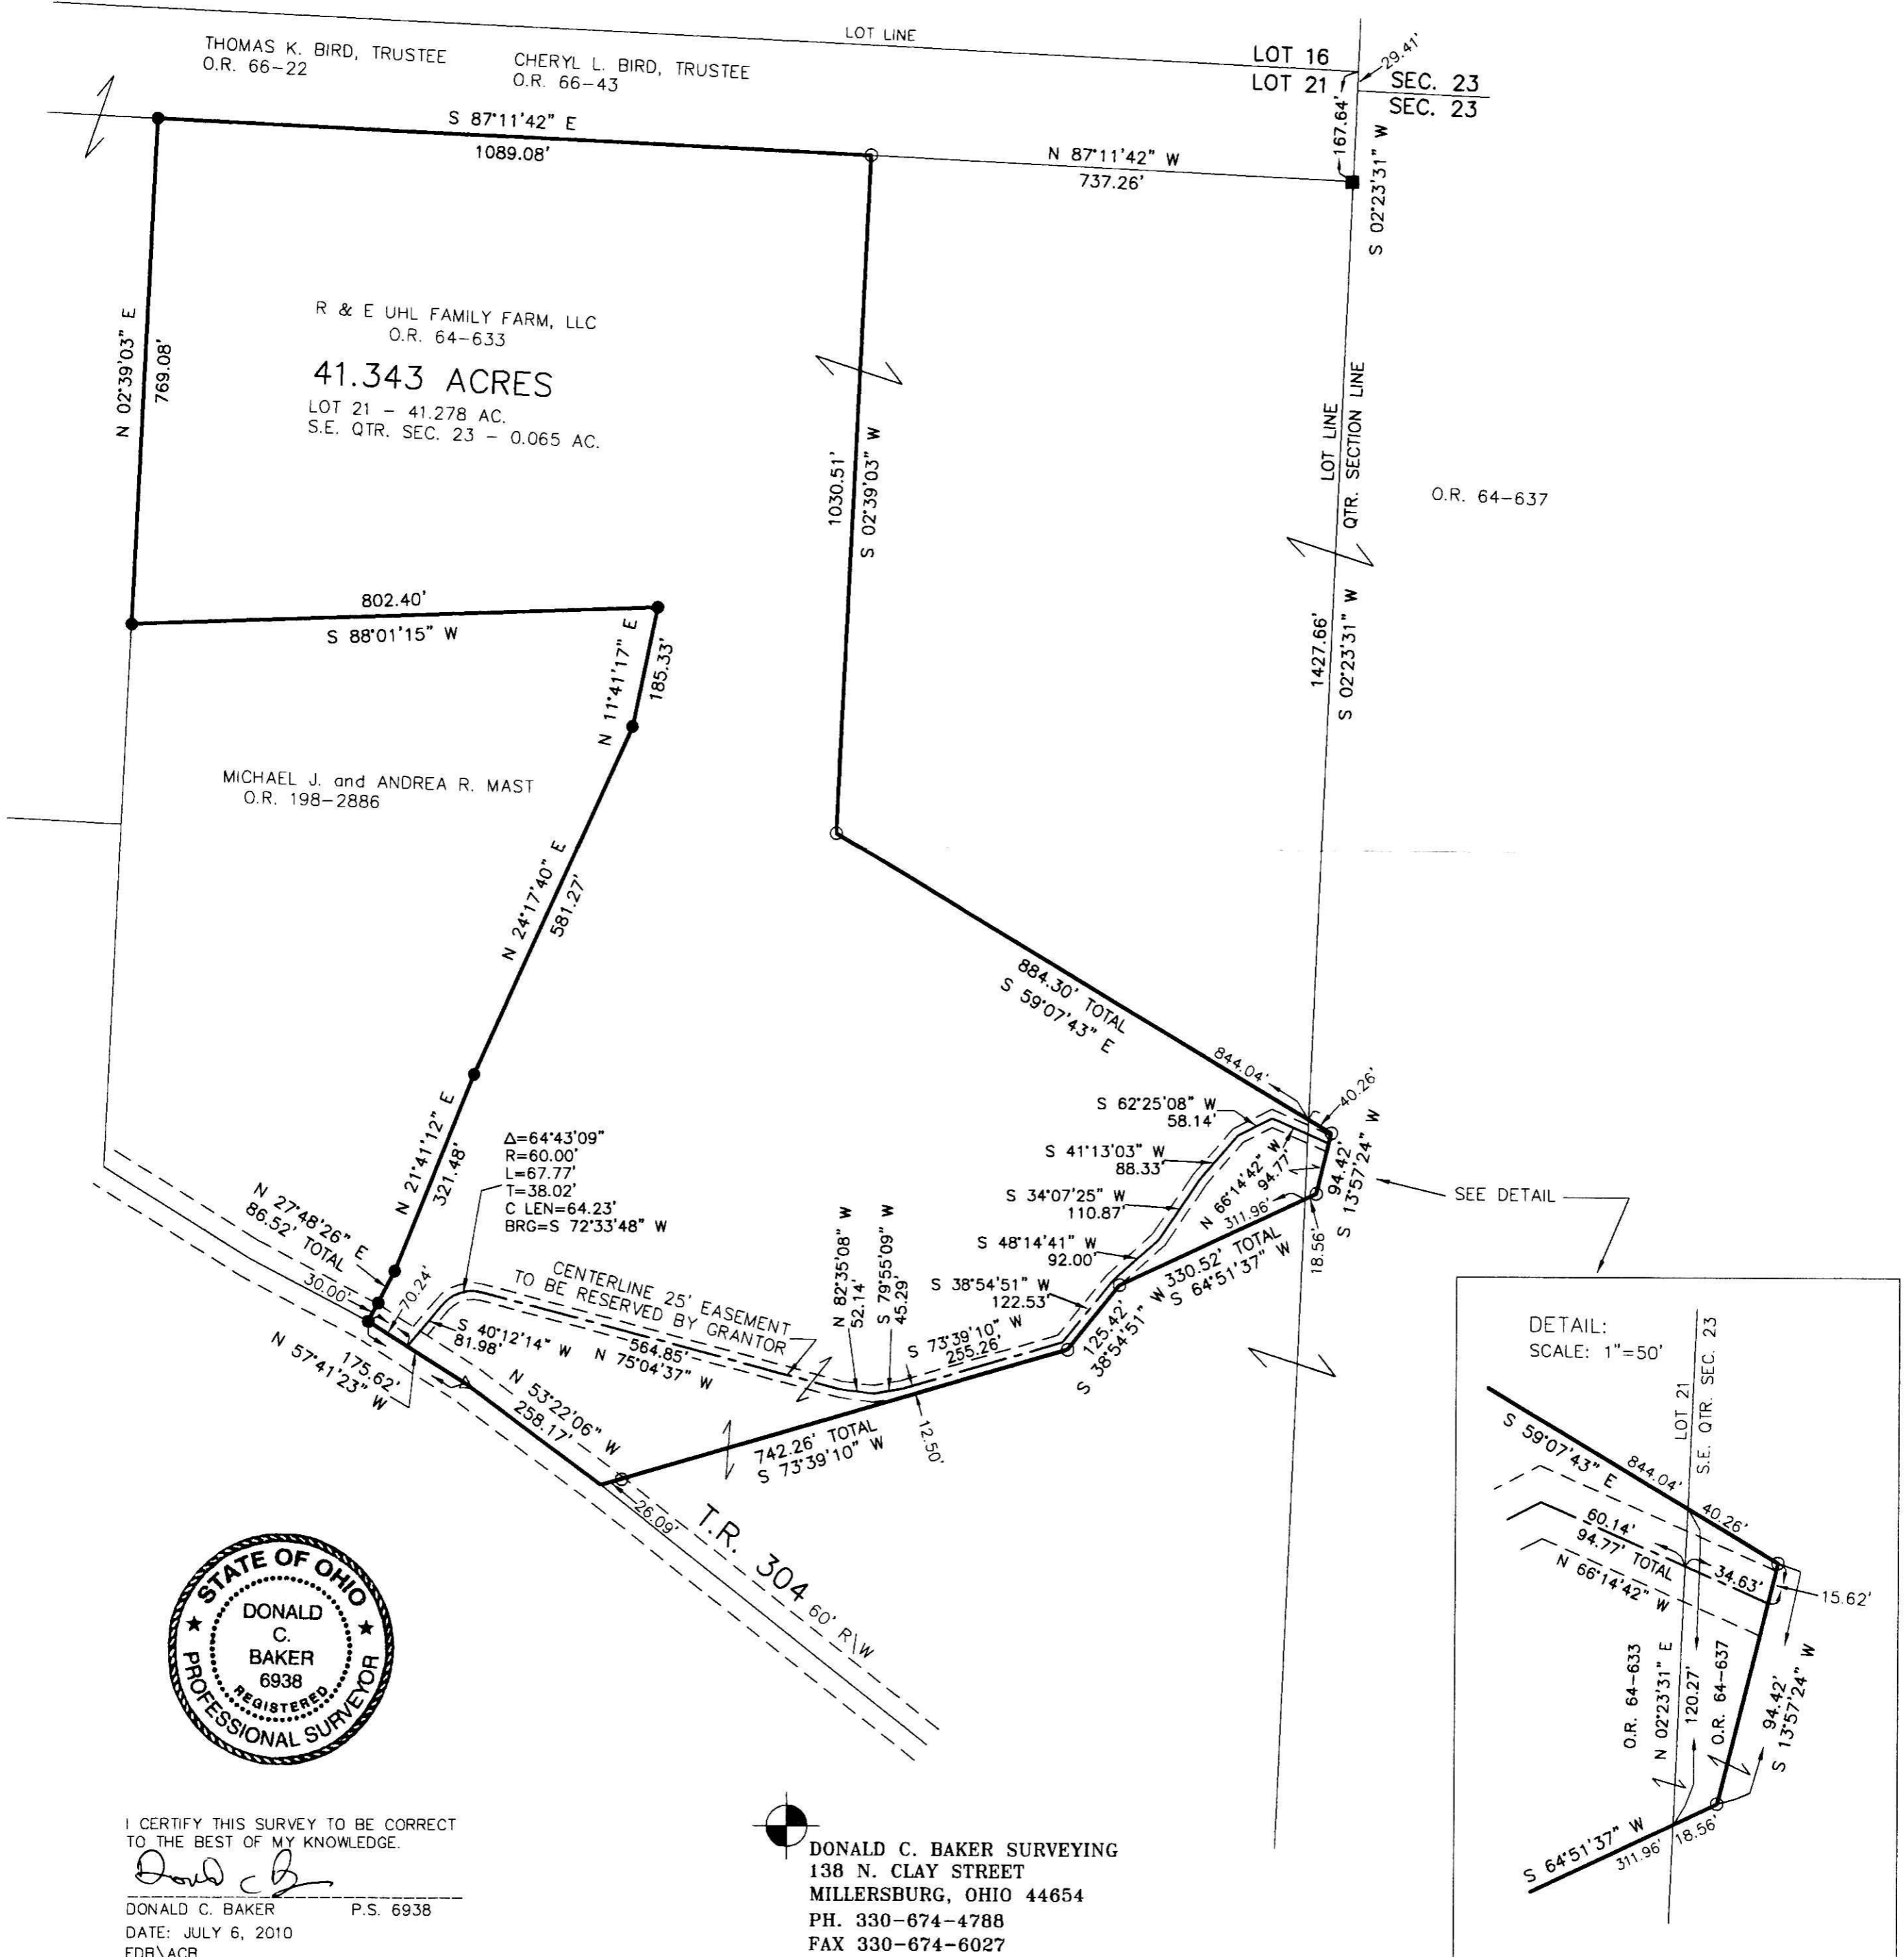 LOT LINE
THOMAS K. BIRD, TRUSTEE
O.R. 66-22
CHERYL L. BIRD, TRUSTEE
O.R. 66-43
LOT 16
LOT 21
29.41'
SEC. 23
SEC. 23
167.64'
S 02°23'31" W
S 87°11'42" E
1089.08'
N 87°11'42" W
737.26'
N 02°39'03" E
769.08'
R & E UHL FAMILY FARM, LLC
O.R. 64-633
41.343 ACRES
LOT 21 - 41.278 AC.
S.E. QTR. SEC. 23 - 0.065 AC.
1030.51'
S 02°39'03" W
LOT LINE
QTR. SECTION LINE
O.R. 64-637
1427.66'
S 02°23'31" W
802.40'
S 88°01'15" W
N 11°41'17" E
185.33'
MICHAEL J. and ANDREA R. MAST
O.R. 198-2886
N 24°17'40" E
581.27'
884.30' TOTAL
S 59°07'43" E
844.04'
40.26'
N 21°41'12" E
321.48'
Δ=64°43'09"
R=60.00'
L=67.77'
T=38.02'
C LEN=64.23'
BRG=S 72°33'48" W
S 62°25'08" W
58.14'
S 41°13'03" W
88.33'
S 34°07'25" W
110.87'
S 48°14'41" W
92.00'
S 38°54'51" W
122.53'
N 66°14'42" W
94.77'
94.42'
S 13°57'24" W
SEE DETAIL
311.96'
18.56'
330.52' TOTAL
S 64°51'37" W
125.42'
S 38°54'51" W
N 27°48'26" E
86.52' TOTAL
30.00'
70.24'
S 40°12'14" W
81.98'
CENTERLINE 25' EASEMENT
TO BE RESERVED BY GRANTOR
564.85'
N 75°04'37" W
N 82°35'08" W
52.14'
S 79°55'09" W
45.29'
S 73°39'10" W
255.26'
175.62'
N 57°41'23" W
N 53°22'06" W
258.17'
742.26' TOTAL
S 73°39'10" W
12.50'
26.09'
T.R. 304 60' R\W
DETAIL:
SCALE: 1"=50'
LOT 21
S.E. QTR. SEC. 23
S 59°07'43" E
844.04'
40.26'
60.14'
94.77' TOTAL
34.63'
N 66°14'42" W
15.62'
O.R. 64-633
N 02°23'31" E
120.27'
O.R. 64-637
94.42'
S 13°57'24" W
S 64°51'37" W
311.96'
18.56'
STATE OF OHIO
DONALD
C.
BAKER
6938
REGISTERED
PROFESSIONAL SURVEYOR
I CERTIFY THIS SURVEY TO BE CORRECT
TO THE BEST OF MY KNOWLEDGE.
DONALD C. BAKER P.S. 6938
DATE: JULY 6, 2010
EDB\ACB
DONALD C. BAKER SURVEYING
138 N. CLAY STREET
MILLERSBURG, OHIO 44654
PH. 330-674-4788
FAX 330-674-6027